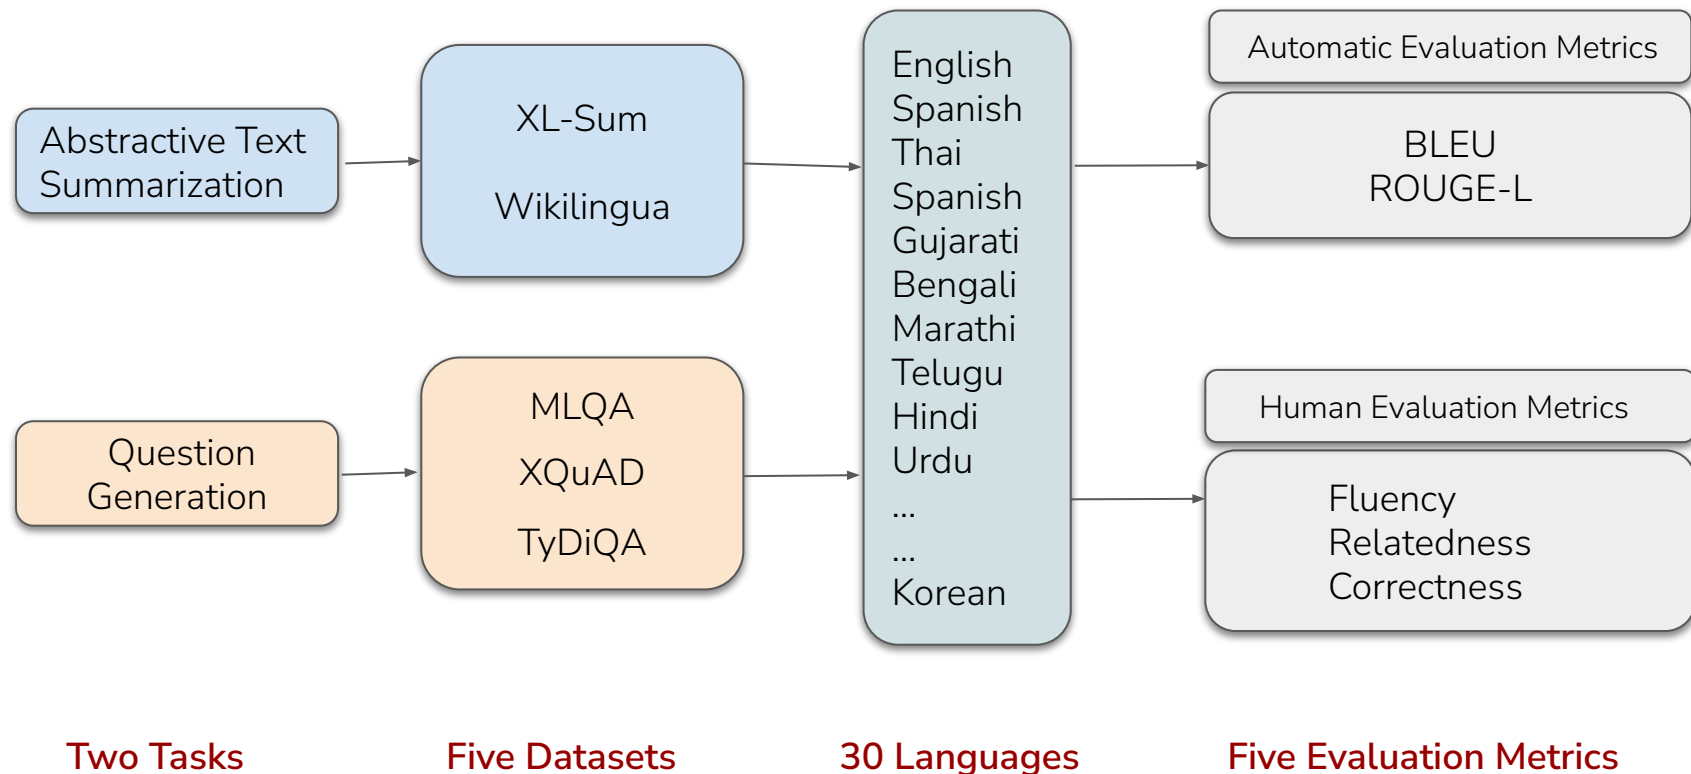 Abstractive Text
Summarization
XL-Sum
Wikilingua
Question
Generation
MLQA
XQuAD
TyDiQA
English
Spanish
Thai
Spanish
Gujarati
Bengali
Marathi
Telugu
Hindi
Urdu
...
...
Korean
Automatic Evaluation Metrics
BLEU
ROUGE-L
Human Evaluation Metrics
Fluency
Relatedness
Correctness
Two Tasks
Five Datasets
30 Languages
Five Evaluation Metrics